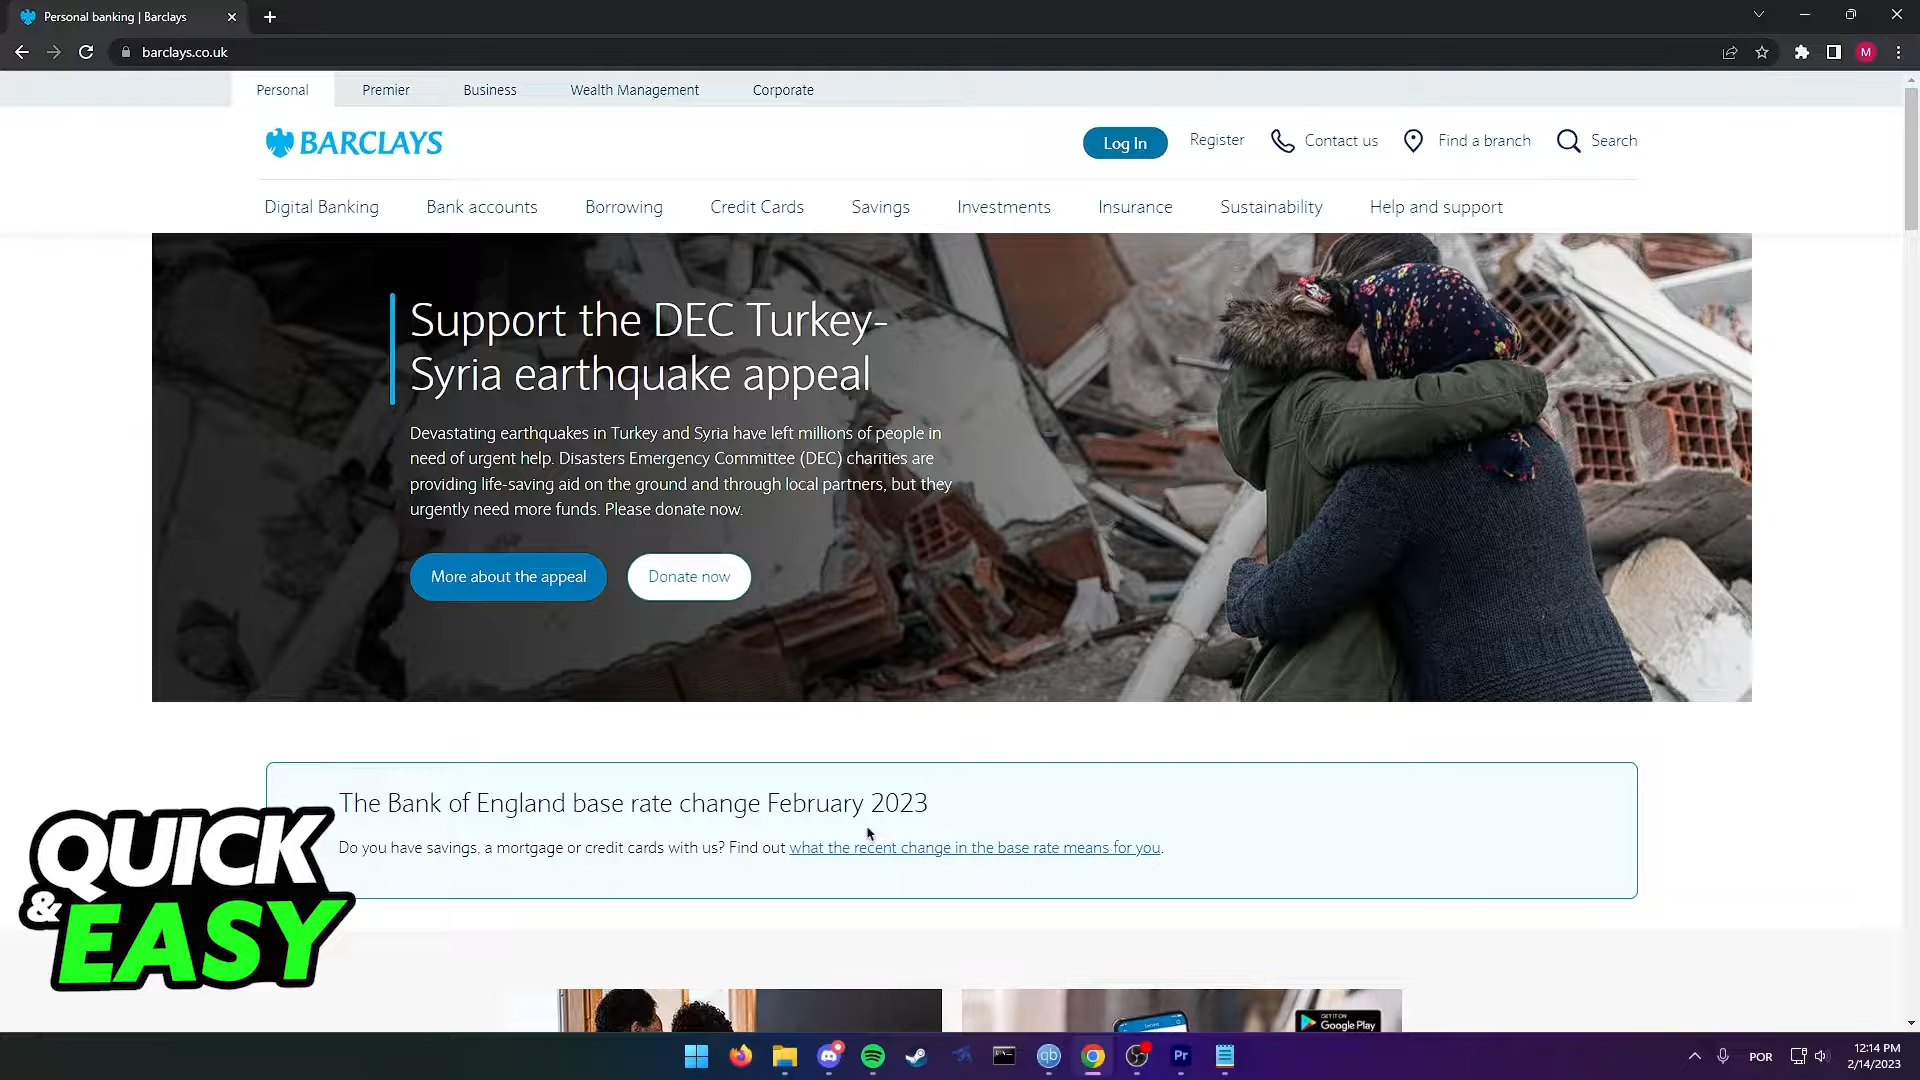 Personal banking | Barclays
barclays.co.uk
M
Personal Premier Business Wealth Management Corporate
BARCLAYS
Log In Register Contact us Find a branch Search
Digital Banking Bank accounts Borrowing Credit Cards Savings Investments Insurance Sustainability Help and support
Support the DEC Turkey-
Syria earthquake appeal
Devastating earthquakes in Turkey and Syria have left millions of people in
need of urgent help. Disasters Emergency Committee (DEC) charities are
providing life-saving aid on the ground and through local partners, but they
urgently need more funds. Please donate now.
More about the appeal Donate now
The Bank of England base rate change February 2023
Do you have savings, a mortgage or credit cards with us? Find out what the recent change in the base rate means for you.
QUICK
& EASY
GET IT ON
Google Play
qb
Pr
POR
12:14 PM
2/14/2023